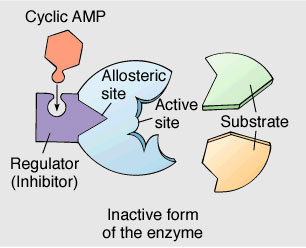 Cyclic AMP
Allosteric
site
Active
site
Substrate
Regulator
(Inhibitor)
Inactive form
of the enzyme